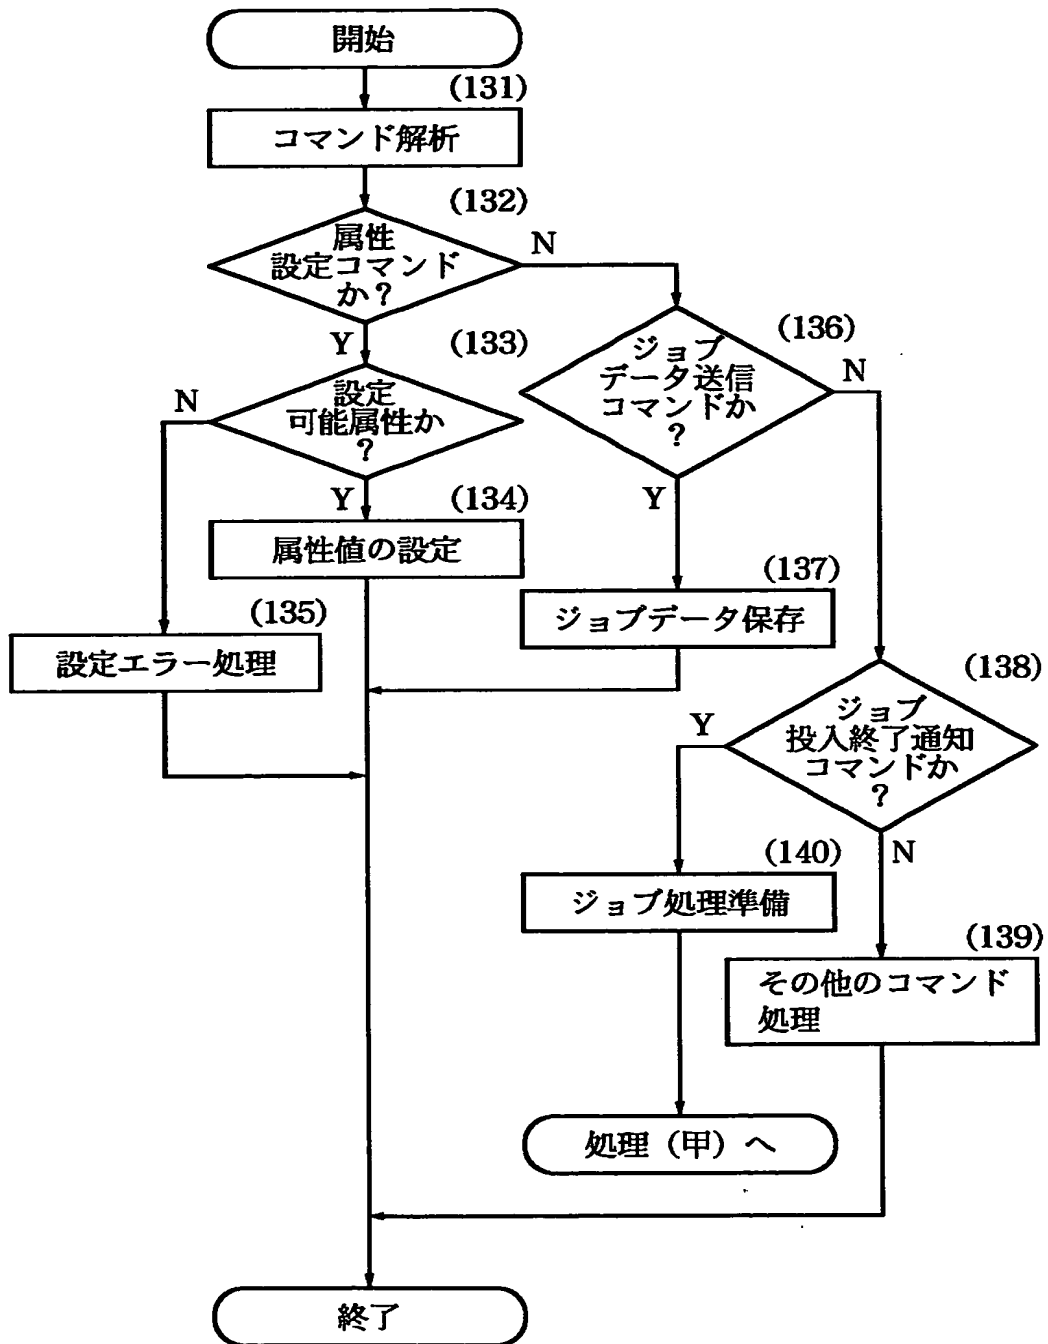 開始
(131)
コマンド解析
(132)
属性
設定コマンド
か？
N
Y
(133)
設定
可能属性か
？
N
Y
(134)
属性値の設定
(135)
設定エラー処理
(136)
ジョブ
データ送信
コマンドか
？
N
Y
(137)
ジョブデータ保存
(138)
ジョブ
投入終了通知
コマンドか
？
Y
N
(140)
ジョブ処理準備
(139)
その他のコマンド
処理
処理（甲）へ
終了